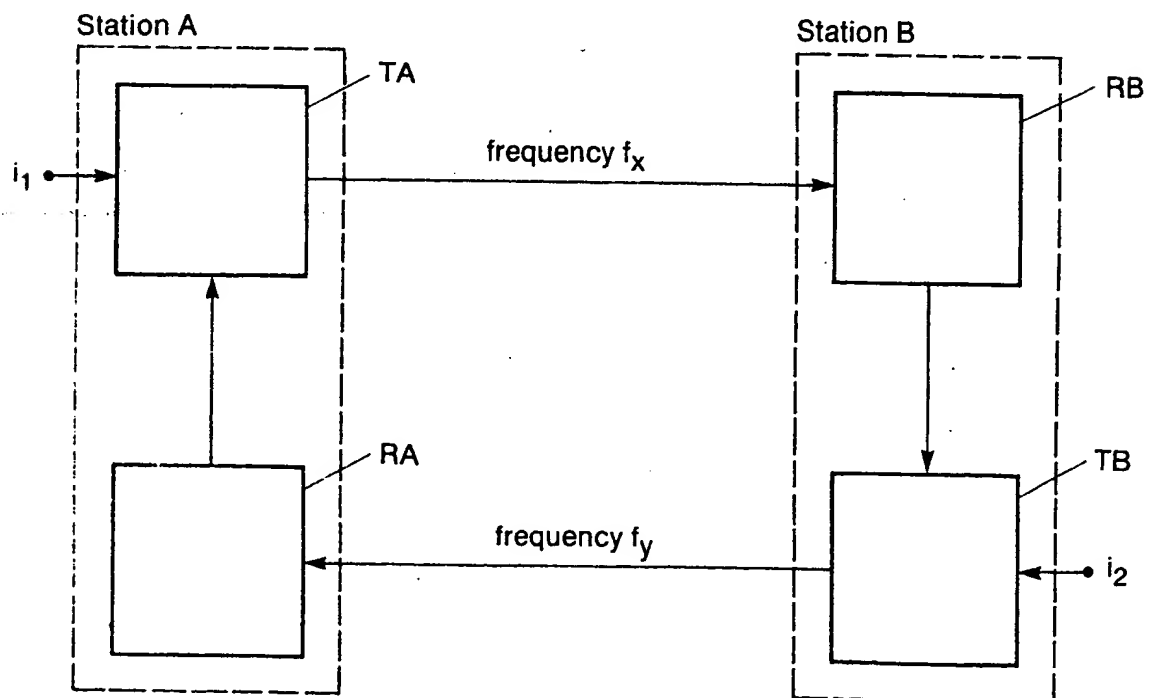 Station A
Station B
TA
RB
frequency fx
i1
RA
TB
frequency fy
i2